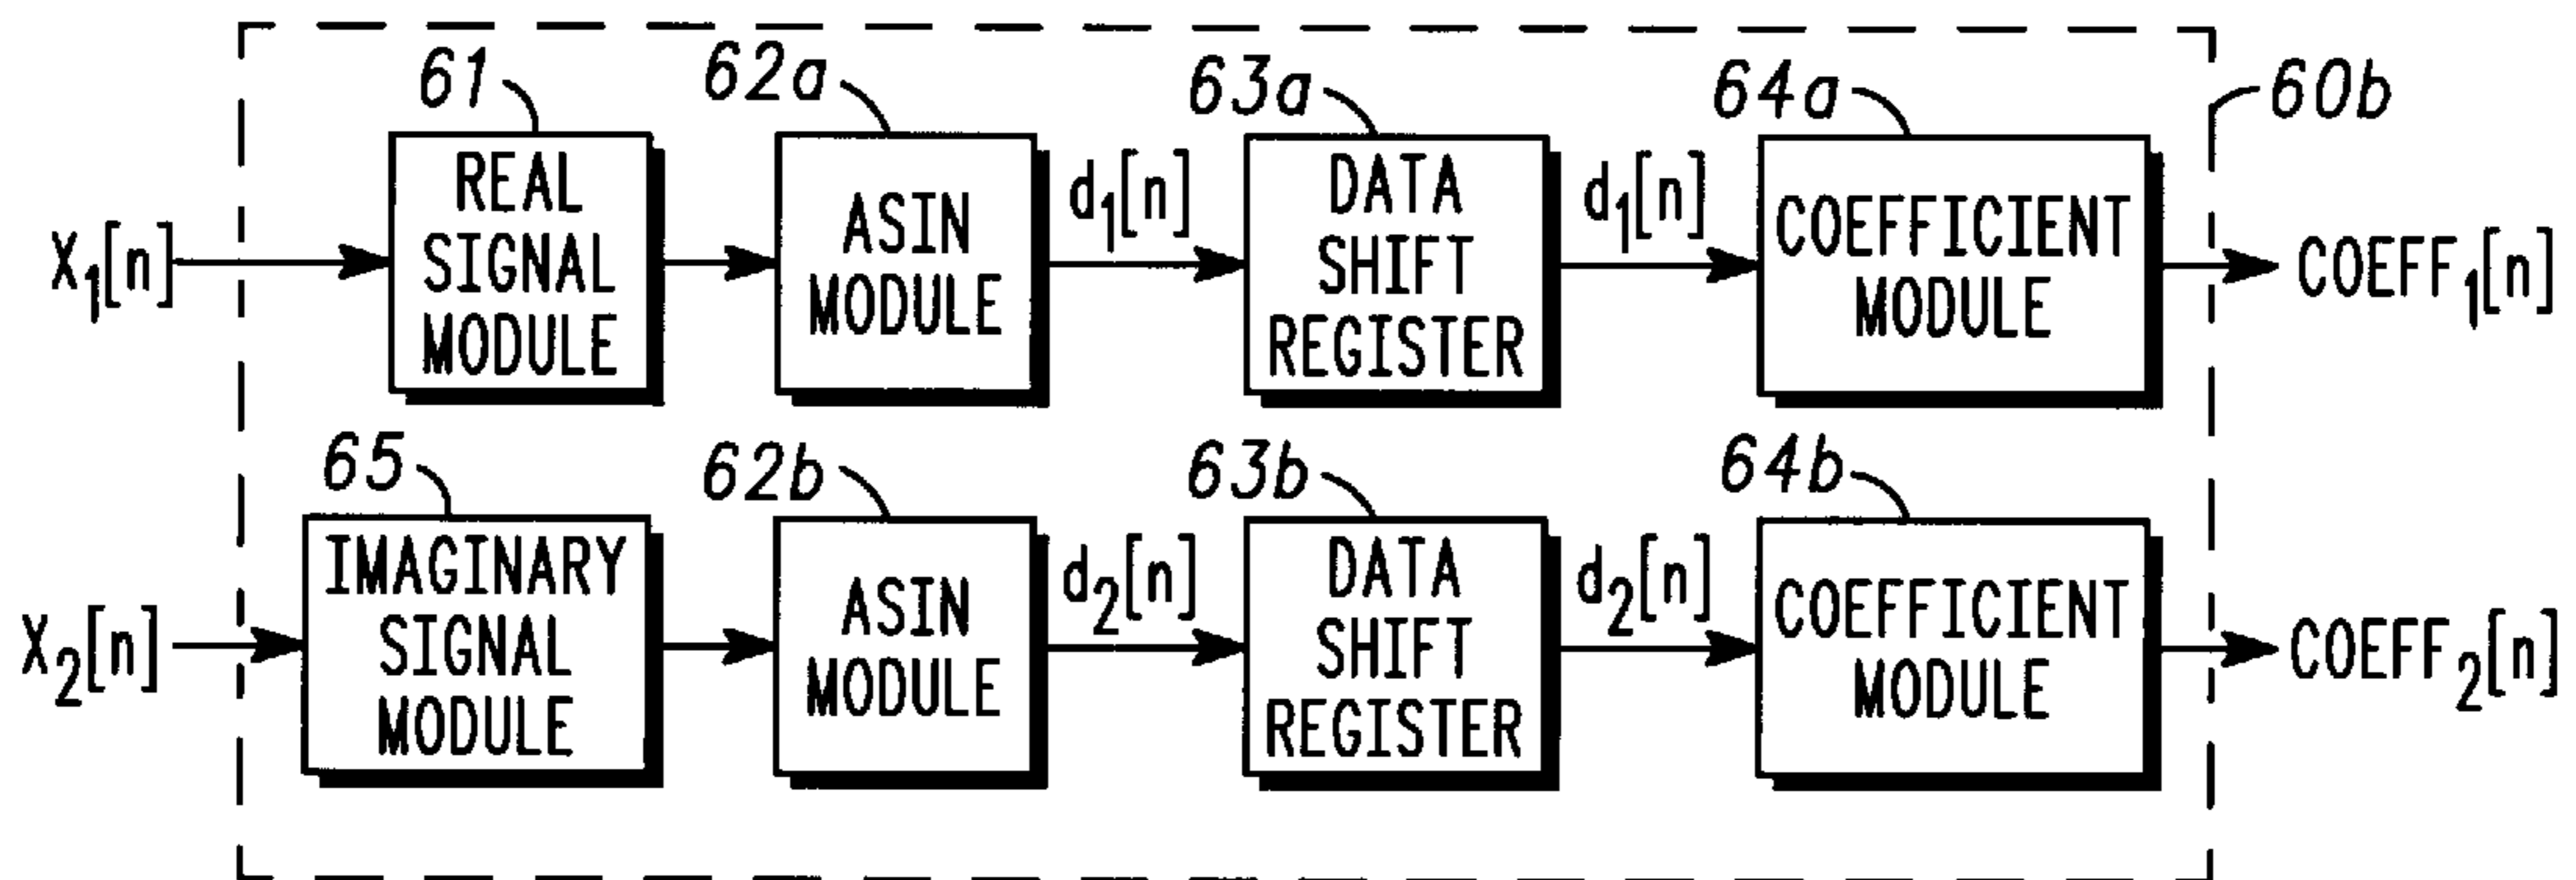 61
62a
63a
64a
60b
X1[n]
REAL
SIGNAL
MODULE
ASIN
MODULE
d1[n]
DATA
SHIFT
REGISTER
d1[n]
COEFFICIENT
MODULE
COEFF1[n]
65
62b
63b
64b
X2[n]
IMAGINARY
SIGNAL
MODULE
ASIN
MODULE
d2[n]
DATA
SHIFT
REGISTER
d2[n]
COEFFICIENT
MODULE
COEFF2[n]